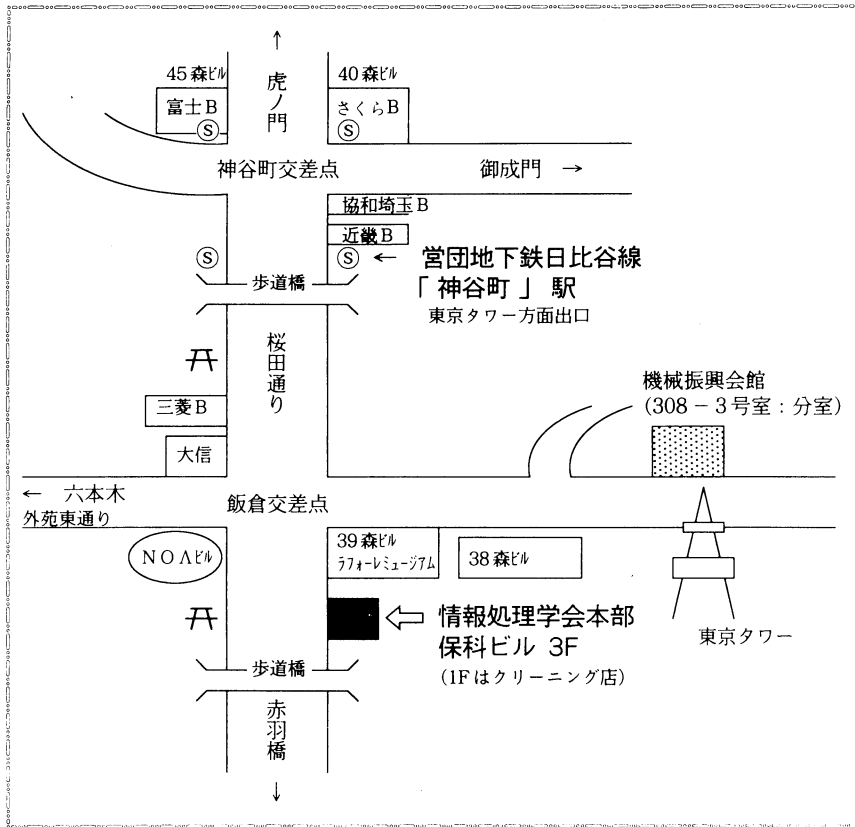 ↑
虎ノ門
45森ビル
富士B
Ⓢ
40森ビル
さくらB
Ⓢ
神谷町交差点
御成門 →
協和埼玉B
近畿B
Ⓢ
Ⓢ ← 営団地下鉄日比谷線
「神谷町」駅
東京タワー方面出口
歩道橋
桜田通り
三菱B
大信
機械振興会館
(308−3号室:分室)
← 六本木
外苑東通り
飯倉交差点
NOAビル
39森ビル
ラフォーレミュージアム
38森ビル
情報処理学会本部
保科ビル 3F
(1Fはクリーニング店)
東京タワー
歩道橋
赤羽橋
↓